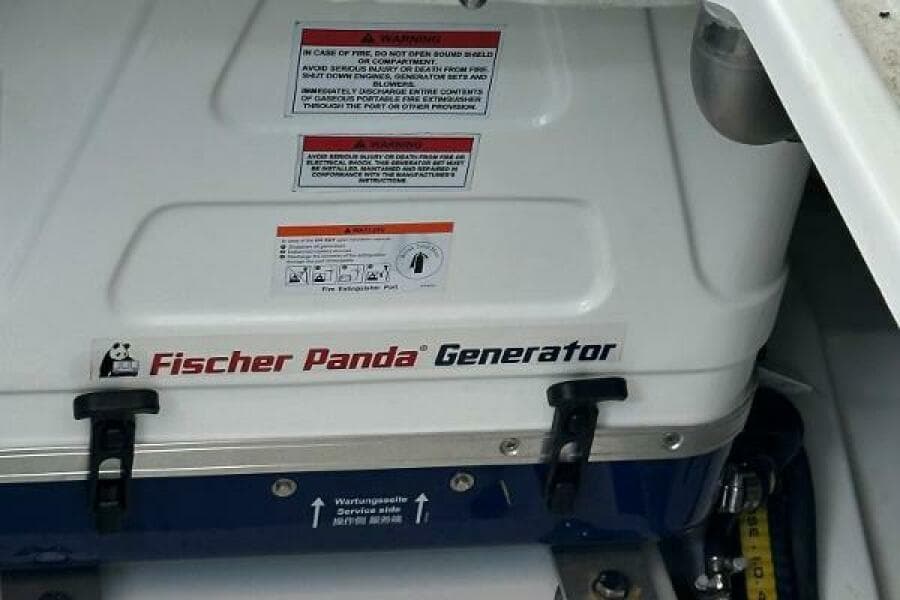 WARNING
IN CASE OF FIRE, DO NOT OPEN SOUND SHIELD
OR COMPARTMENT.
AVOID SERIOUS INJURY OR DEATH FROM FIRE.
SHUT DOWN ENGINES, GENERATOR SETS AND
BLOWERS.
IMMEDIATELY DISCHARGE ENTIRE CONTENTS
OF GASEOUS PORTABLE FIRE EXTINGUISHER
THROUGH THE PORT OR OTHER PROVISION.
WARNING
AVOID SERIOUS INJURY OR DEATH FROM FIRE OR
ELECTRICAL SHOCK. THIS GENERATOR SET MUST
BE INSTALLED, MAINTAINED AND REPAIRED IN
CONFORMANCE WITH THE MANUFACTURER'S
INSTRUCTIONS.
Fire Extinguisher Port
Fischer Panda® Generator
Wartungsseite
Service side
操作側